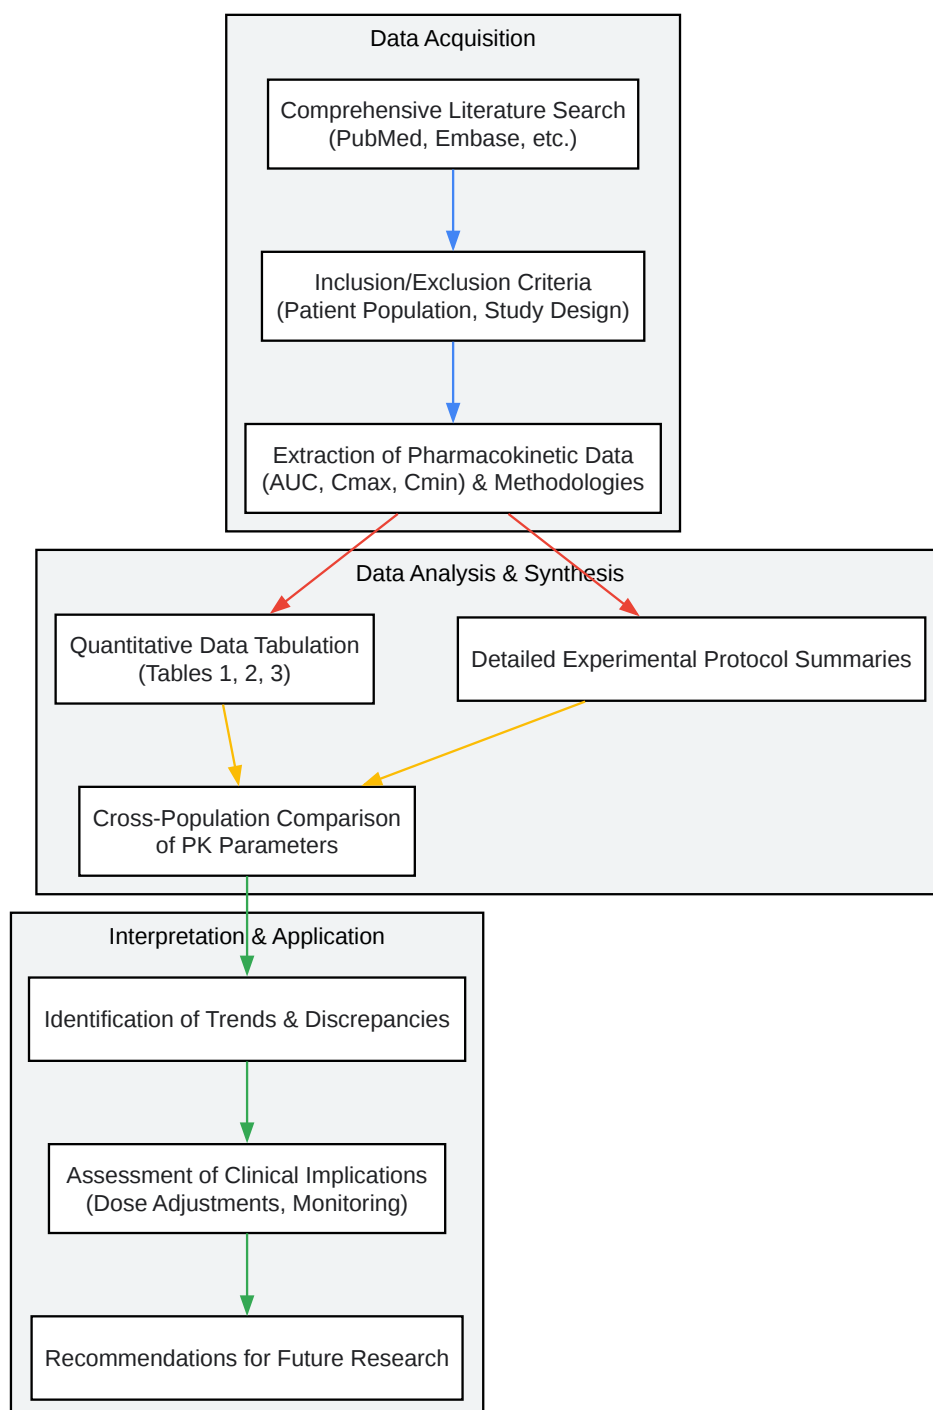 Data Acquisition
Comprehensive Literature Search
(PubMed, Embase, etc.)
Inclusion/Exclusion Criteria
(Patient Population, Study Design)
Extraction of Pharmacokinetic Data
(AUC, Cmax, Cmin) & Methodologies
Data Analysis & Synthesis
Quantitative Data Tabulation
(Tables 1, 2, 3)
Detailed Experimental Protocol Summaries
Cross-Population Comparison
of PK Parameters
Interpretation & Application
Identification of Trends & Discrepancies
Assessment of Clinical Implications
(Dose Adjustments, Monitoring)
Recommendations for Future Research